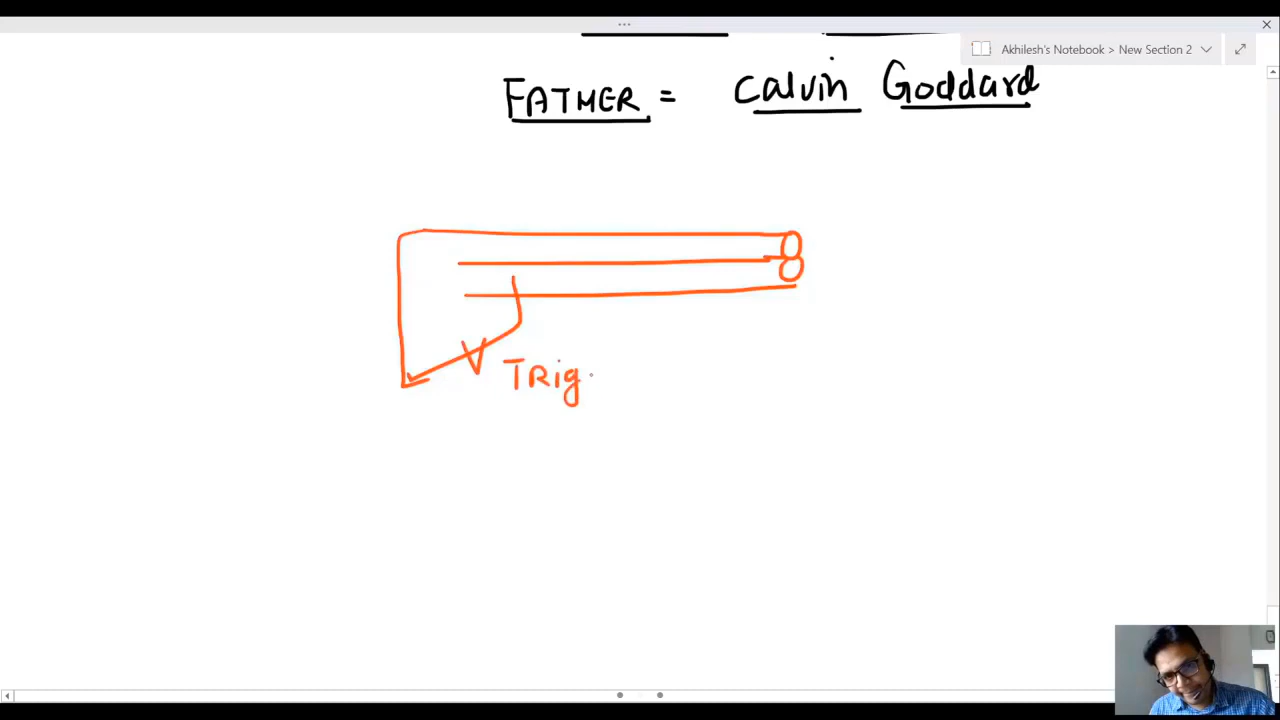 Akhilesh's Notebook > New Section 2
FATHER = Calvin Goddard
TRig